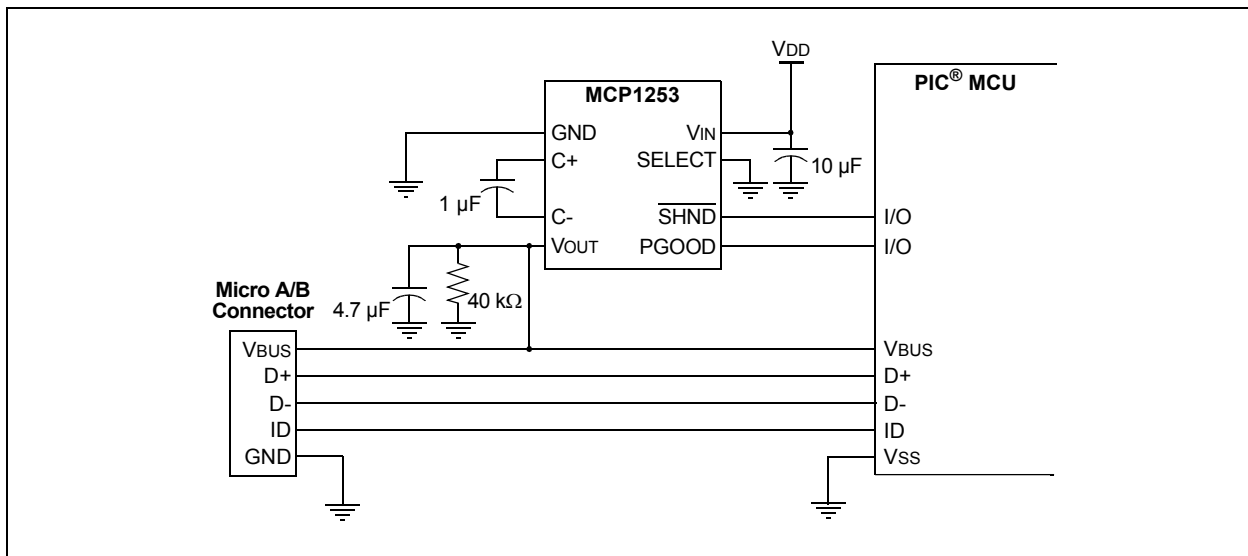 VDD
PIC® MCU
MCP1253
GND
VIN
C+
SELECT
10 µF
1 µF
C-
SHND
I/O
VOUT
PGOOD
I/O
Micro A/B
Connector
4.7 µF
40 kΩ
VBUS
VBUS
D+
D+
D-
D-
ID
ID
GND
VSS